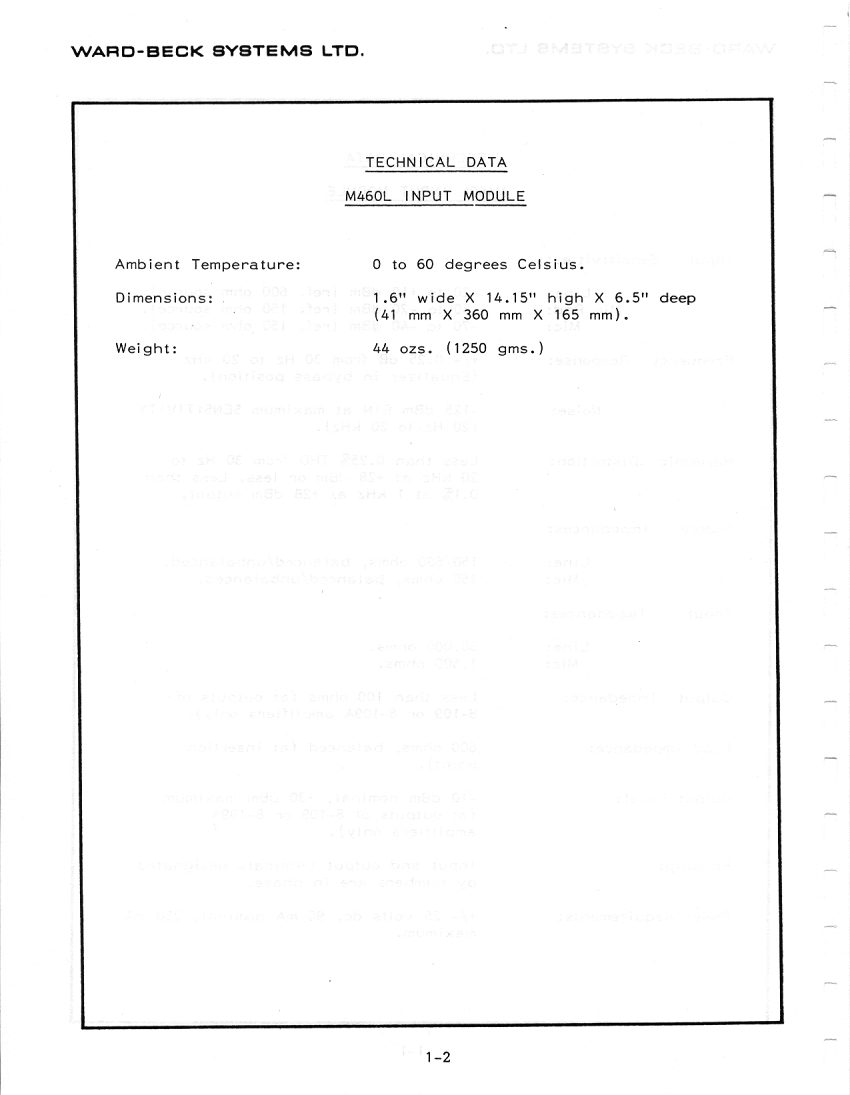 WARD-BECK SYSTEMS LTD.
TECHNICAL DATA
M460L INPUT MODULE
Ambient Temperature: 0 to 60 degrees Celsius.
Dimensions: 1.6" wide X 14.15" high X 6.5" deep
(41 mm X 360 mm X 165 mm).
Weight: 44 ozs. (1250 gms.)
1-2